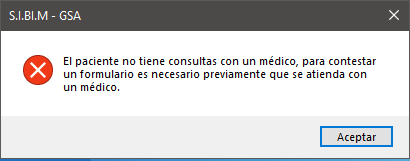 S.I.BI.M - GSA
El paciente no tiene consultas con un médico, para contestar
un formulario es necesario previamente que se atienda con
un médico.
Aceptar